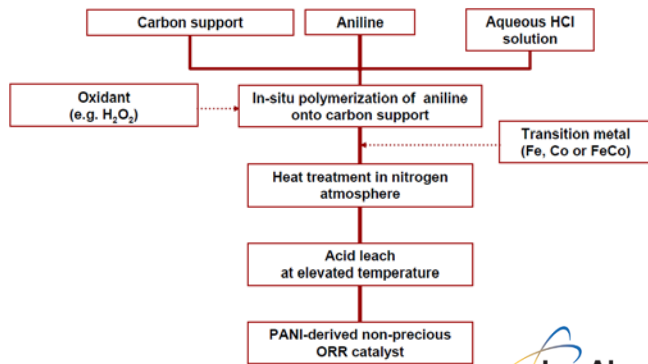 Carbon support
Aniline
Aqueous HCl
solution
Oxidant
(e.g. H₂O₂)
In-situ polymerization of aniline
onto carbon support
Transition metal
(Fe, Co or FeCo)
Heat treatment in nitrogen
atmosphere
Acid leach
at elevated temperature
PANI-derived non-precious
ORR catalyst